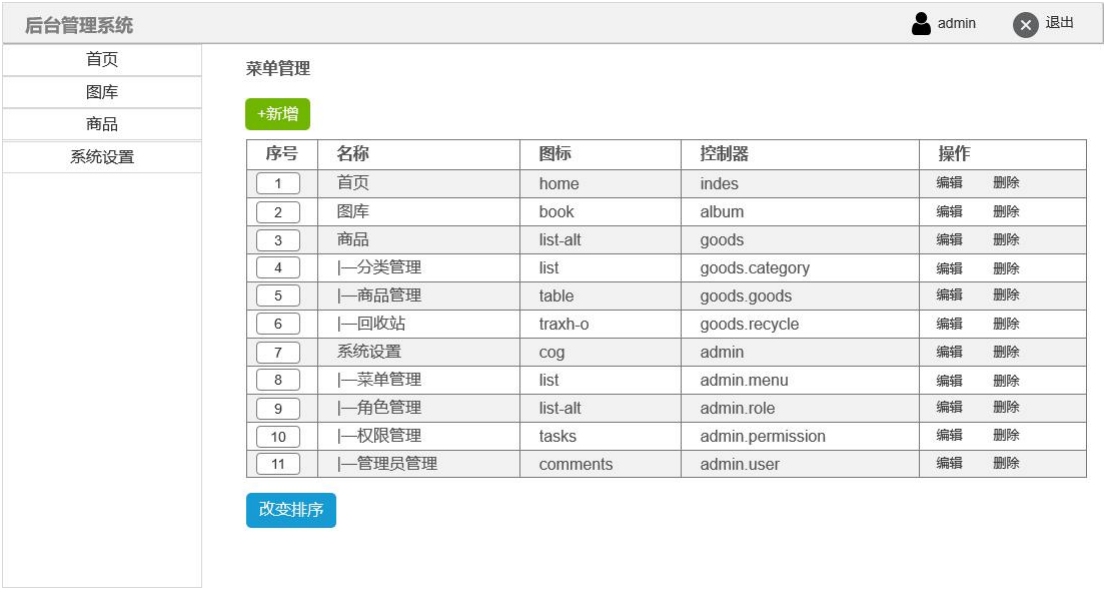 后台管理系统 admin 退出
首页
图库
商品
系统设置
菜单管理
+新增
序号 名称 图标 控制器 操作
1 首页 home indes 编辑 删除
2 图库 book album 编辑 删除
3 商品 list-alt goods 编辑 删除
4 |—分类管理 list goods.category 编辑 删除
5 |—商品管理 table goods.goods 编辑 删除
6 |—回收站 traxh-o goods.recycle 编辑 删除
7 系统设置 cog admin 编辑 删除
8 |—菜单管理 list admin.menu 编辑 删除
9 |—角色管理 list-alt admin.role 编辑 删除
10 |—权限管理 tasks admin.permission 编辑 删除
11 |—管理员管理 comments admin.user 编辑 删除
改变排序